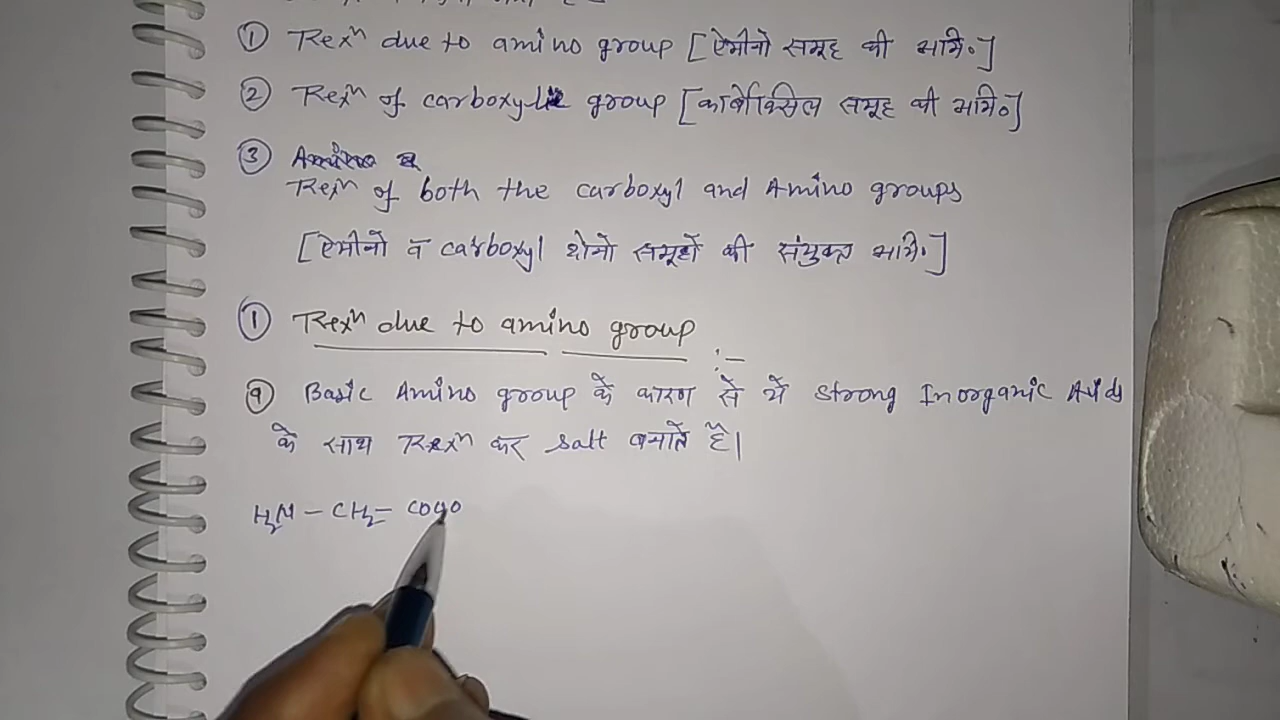 ① Rexⁿ due to amino group [ऐमीनो समूह की अभि०]
② Rexⁿ of carboxyl group [कार्बोक्सिल समूह की अभि०]
③
Rexⁿ of both the carboxyl and Amino groups
[ऐमीनो व carboxyl दोनो समूहों की संयुक्त अभि०]
① Rexⁿ due to amino group :-
ⓐ Basic Amino group के कारण से ये strong Inorganic Acids
के साथ Rexⁿ कर salt बनाते है।
H₂N - CH₂ -